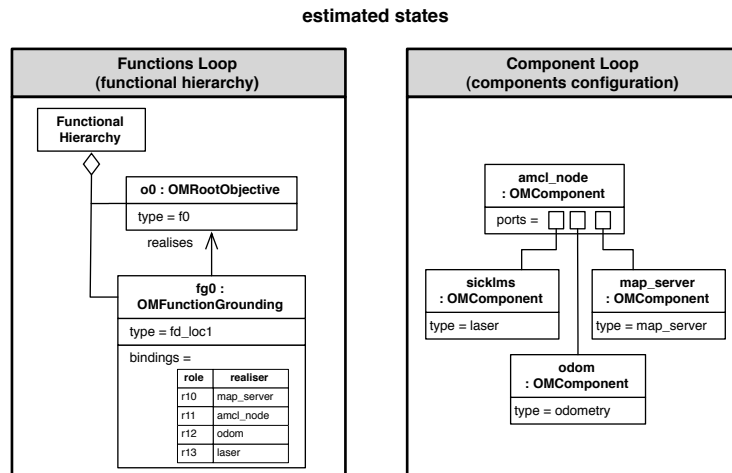 estimated states
Functions Loop
(functional hierarchy)
Functional
Hierarchy
o0 : OMRootObjective
type = f0
realises
fg0 :
OMFunctionGrounding
type = fd_loc1
bindings =
role realiser
r10 map_server
r11 amcl_node
r12 odom
r13 laser
Component Loop
(components configuration)
amcl_node
: OMComponent
ports =
sicklms
: OMComponent
type = laser
map_server
: OMComponent
type = map_server
odom
: OMComponent
type = odometry